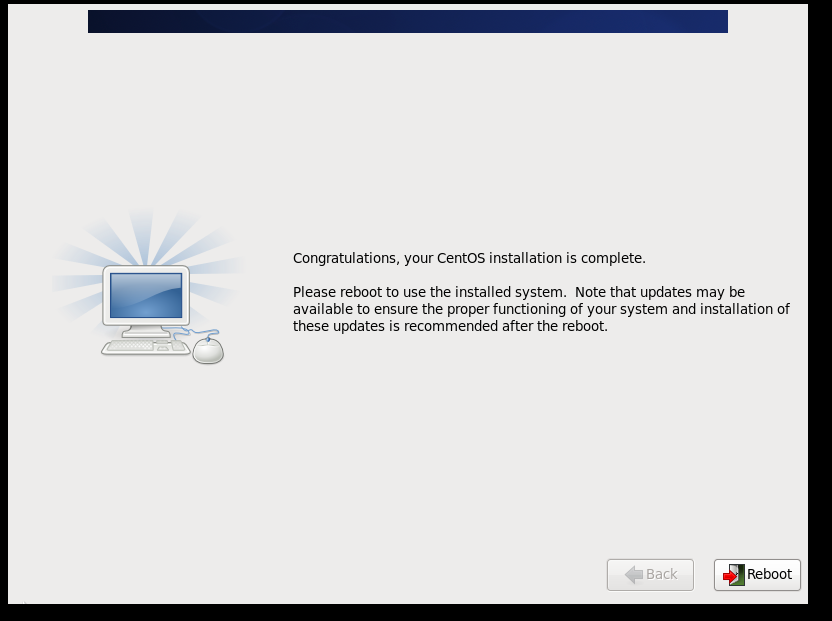 Congratulations, your CentOS installation is complete.
Please reboot to use the installed system.  Note that updates may be
available to ensure the proper functioning of your system and installation of
these updates is recommended after the reboot.
Back
Reboot